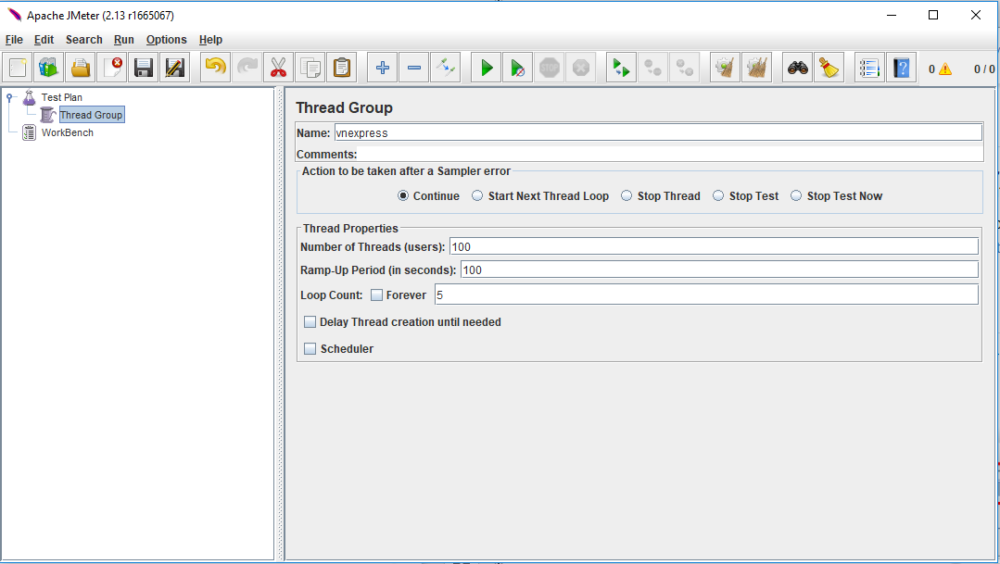 Apache JMeter (2.13 r1665067)
File Edit Search Run Options Help
STOP
? 0 0 / 0
Test Plan
Thread Group
WorkBench
Thread Group
Name: vnexpress
Comments:
Action to be taken after a Sampler error
Continue Start Next Thread Loop Stop Thread Stop Test Stop Test Now
Thread Properties
Number of Threads (users): 100
Ramp-Up Period (in seconds): 100
Loop Count: Forever 5
Delay Thread creation until needed
Scheduler